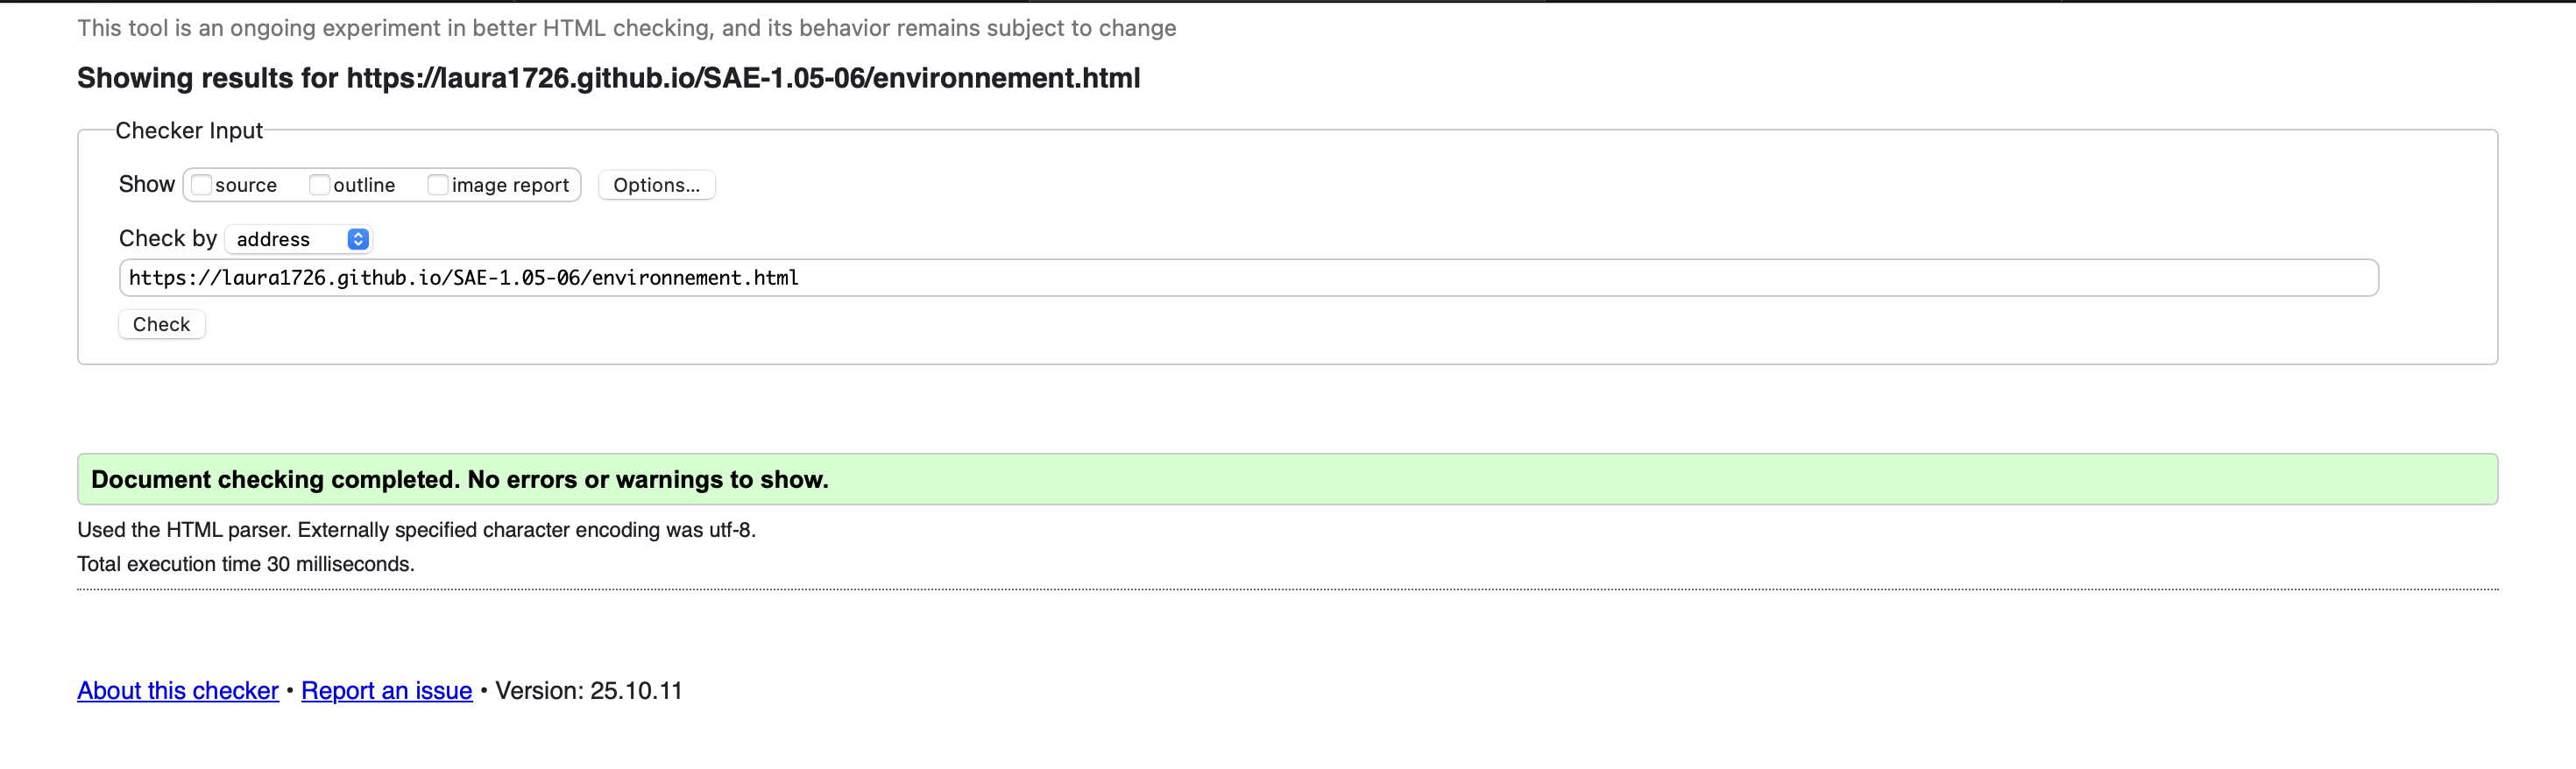 This tool is an ongoing experiment in better HTML checking, and its behavior remains subject to change
Showing results for https://laura1726.github.io/SAE-1.05-06/environnement.html
Checker Input
Show source outline image report Options...
Check by address
https://laura1726.github.io/SAE-1.05-06/environnement.html
Check
Document checking completed. No errors or warnings to show.
Used the HTML parser. Externally specified character encoding was utf-8.
Total execution time 30 milliseconds.
About this checker • Report an issue • Version: 25.10.11